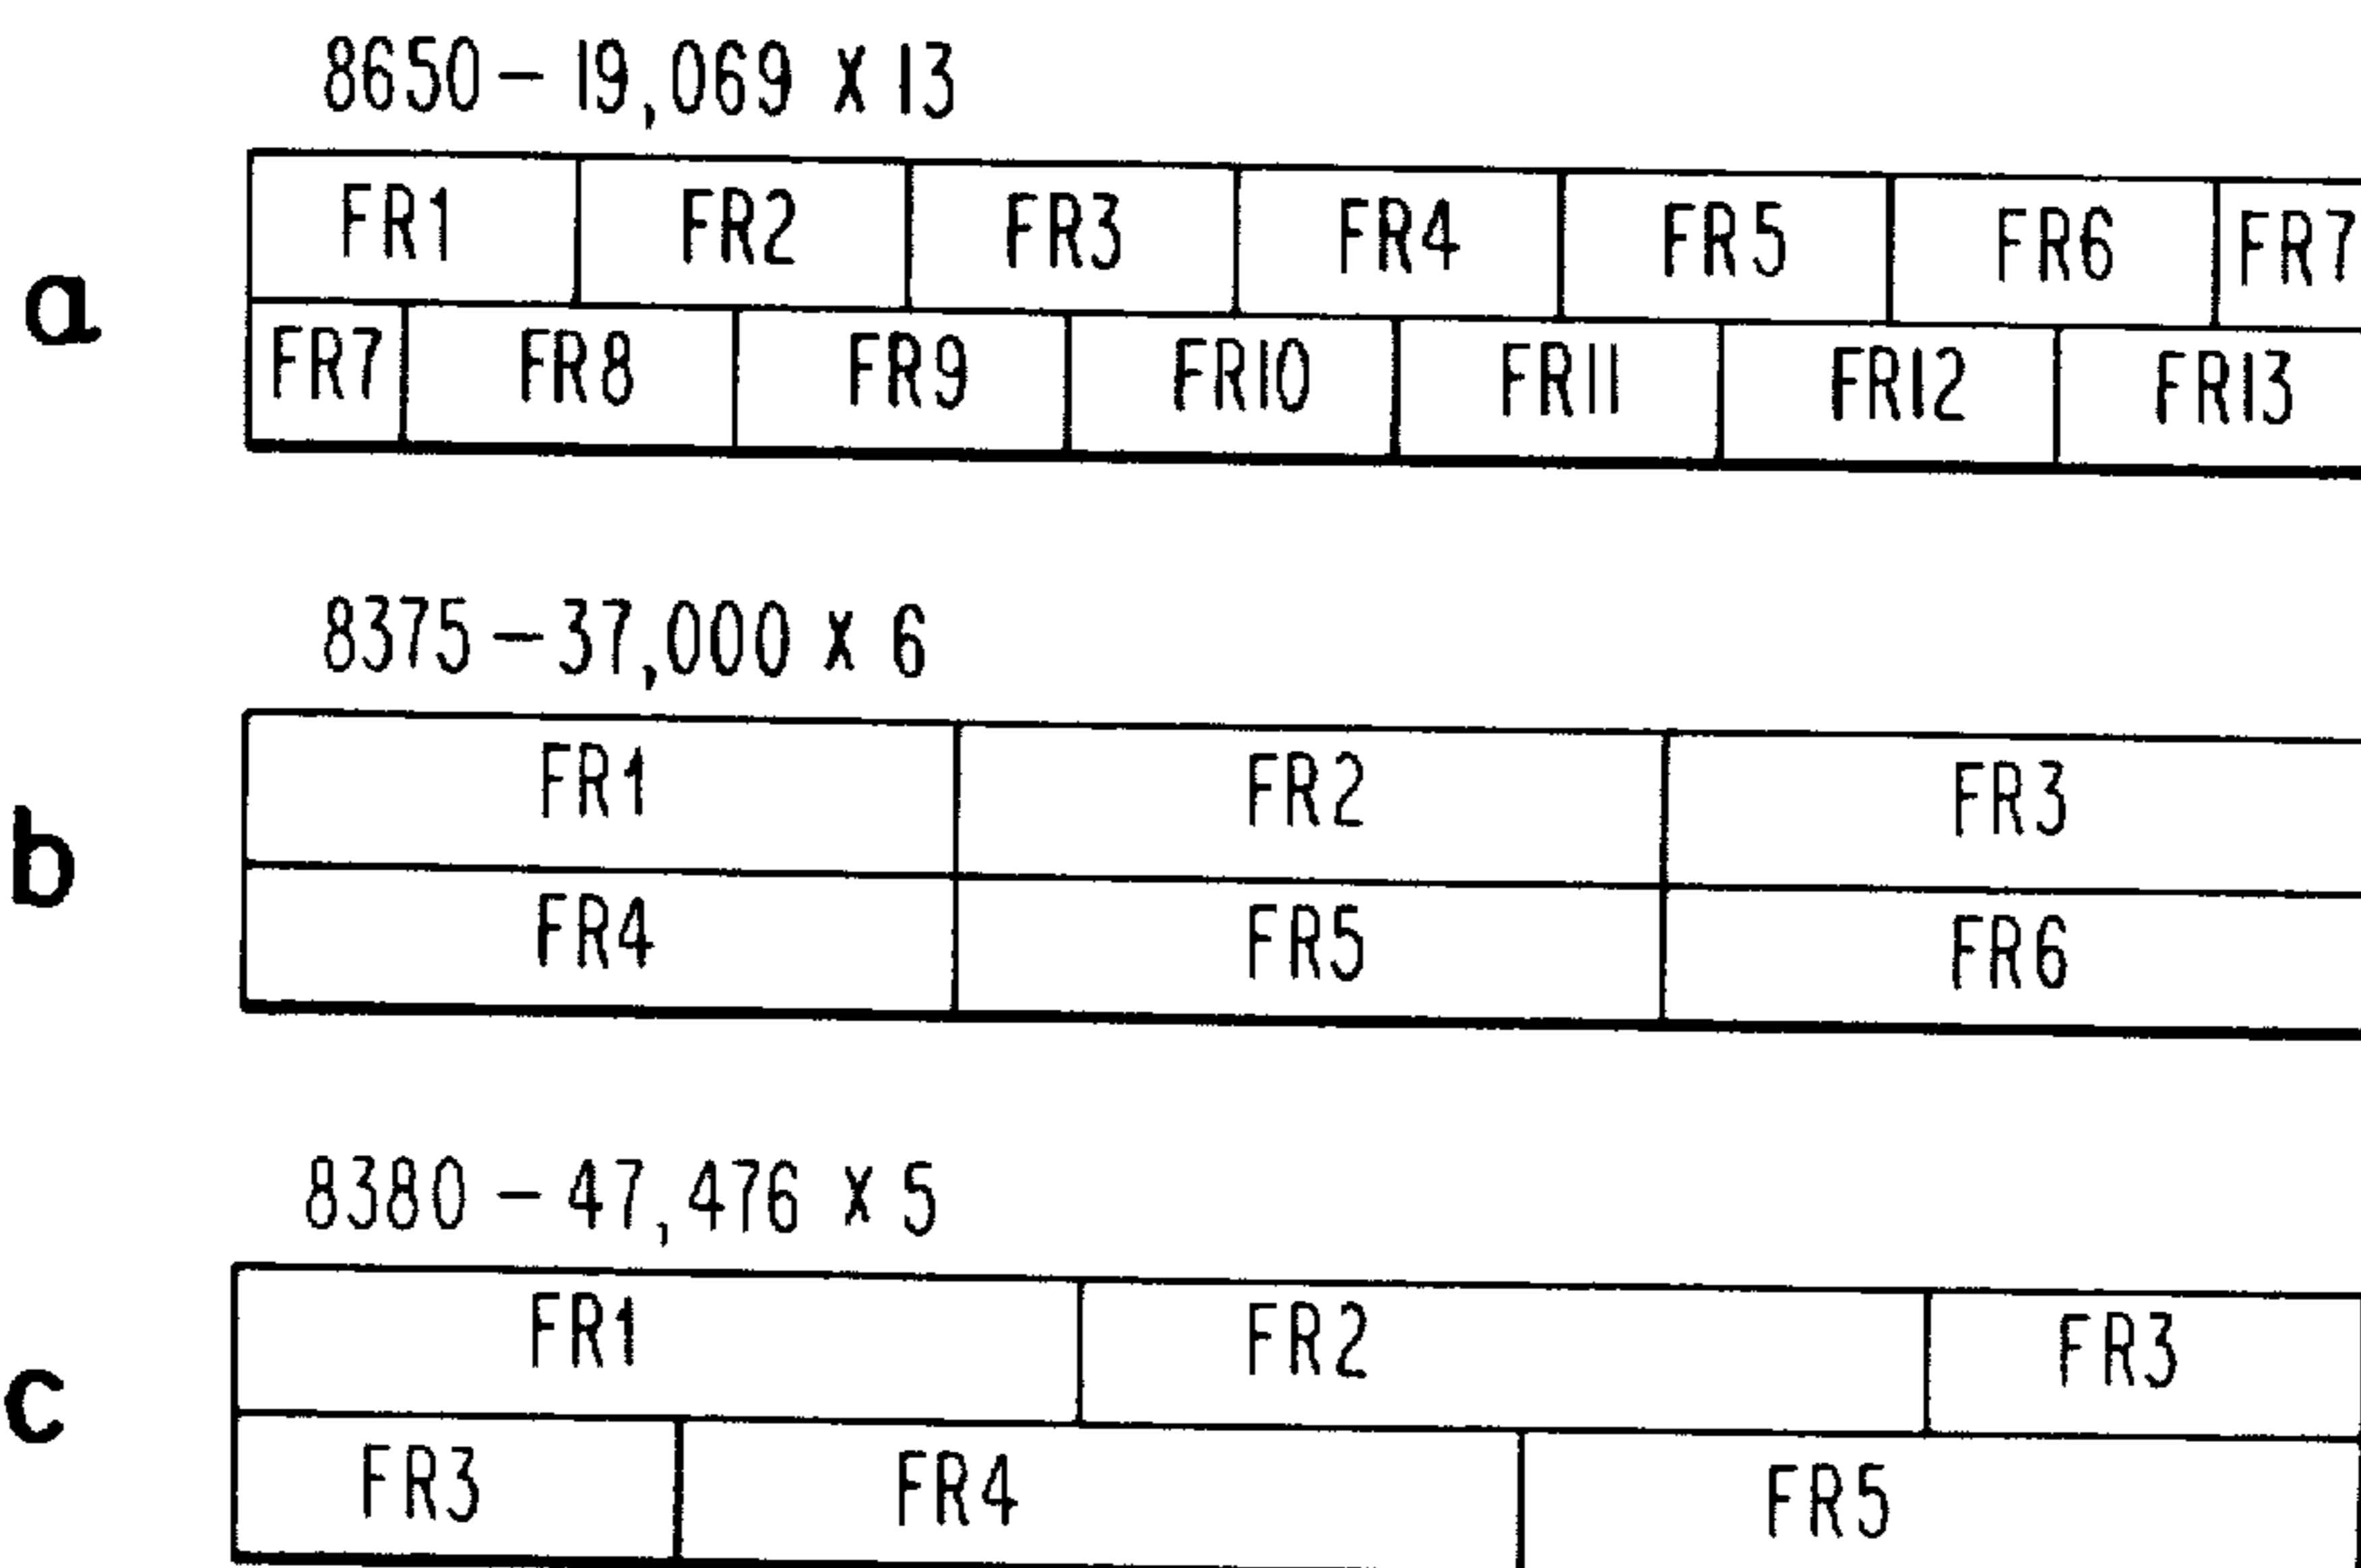 8650 – 19,069 X 13
a
FR1 FR2 FR3 FR4 FR5 FR6 FR7
FR7 FR8 FR9 FR10 FR11 FR12 FR13
8375 – 37,000 X 6
b
FR1 FR2 FR3
FR4 FR5 FR6
8380 – 47,476 X 5
c
FR1 FR2 FR3
FR3 FR4 FR5